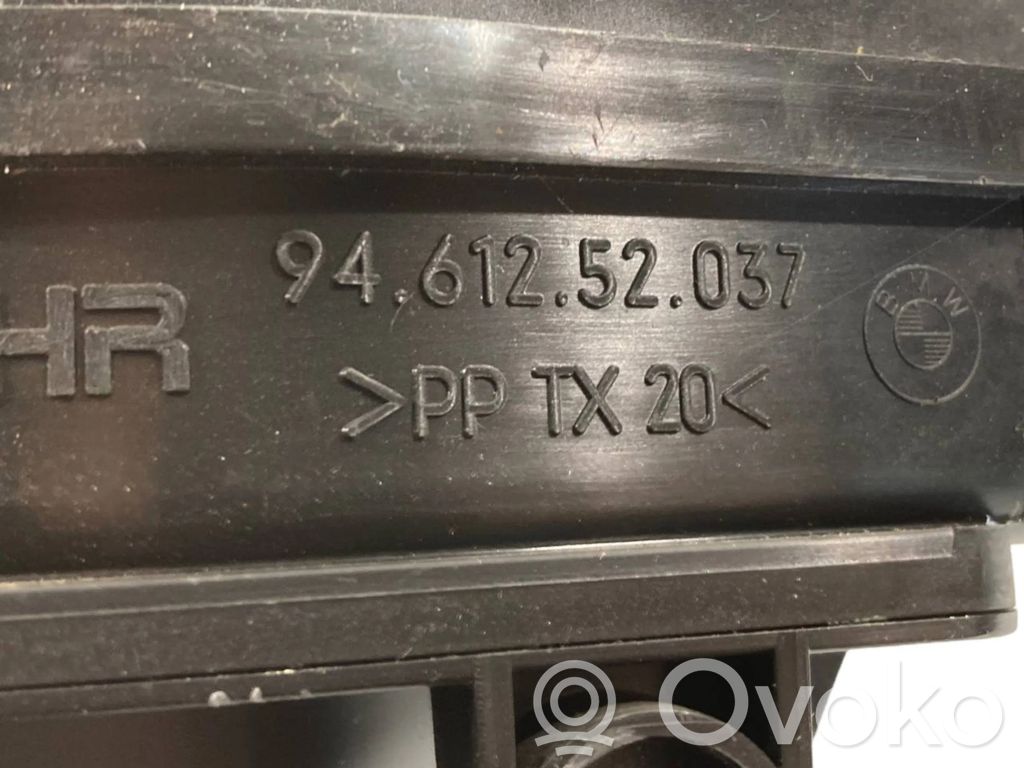 HR
94.612.52.037
>PP TX 20<
BMW
Ovoko